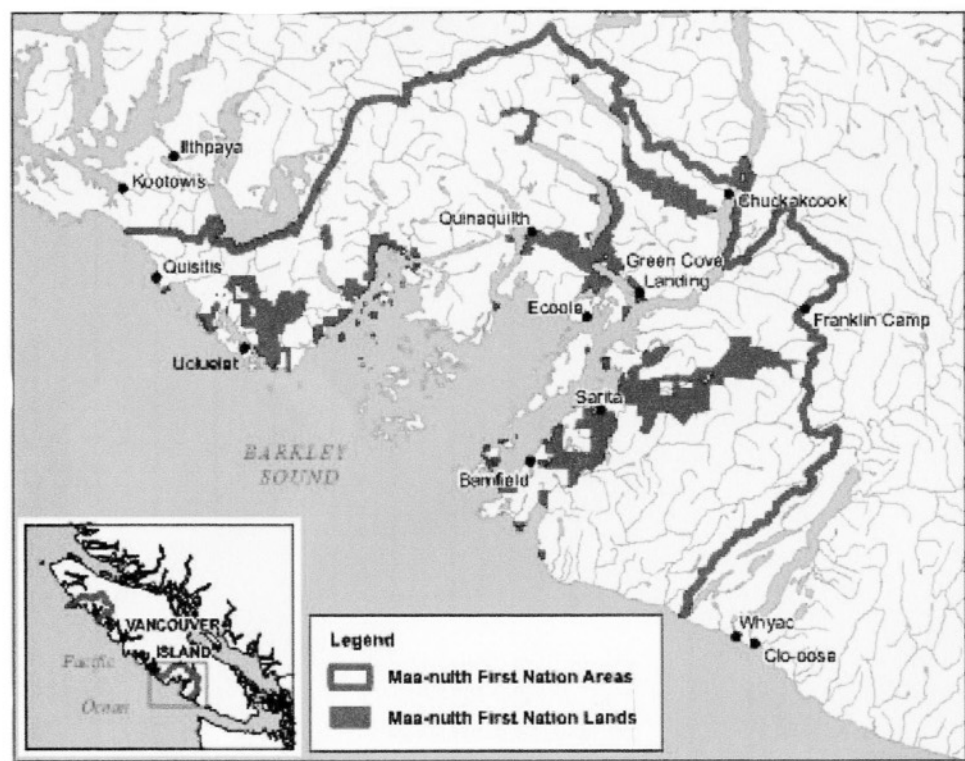 Ilthpaya
Kootowis
Chuckakcook
Quinaquilth
Green Cove
Landing
Quisitis
Ecoole
Franklin Camp
Ucluelet
Sarita
BARKLEY
SOUND
Bamfield
VANCOUVER
ISLAND
Pacific
Ocean
Legend
Maa-nulth First Nation Areas
Maa-nulth First Nation Lands
Whyac
Clo-oose